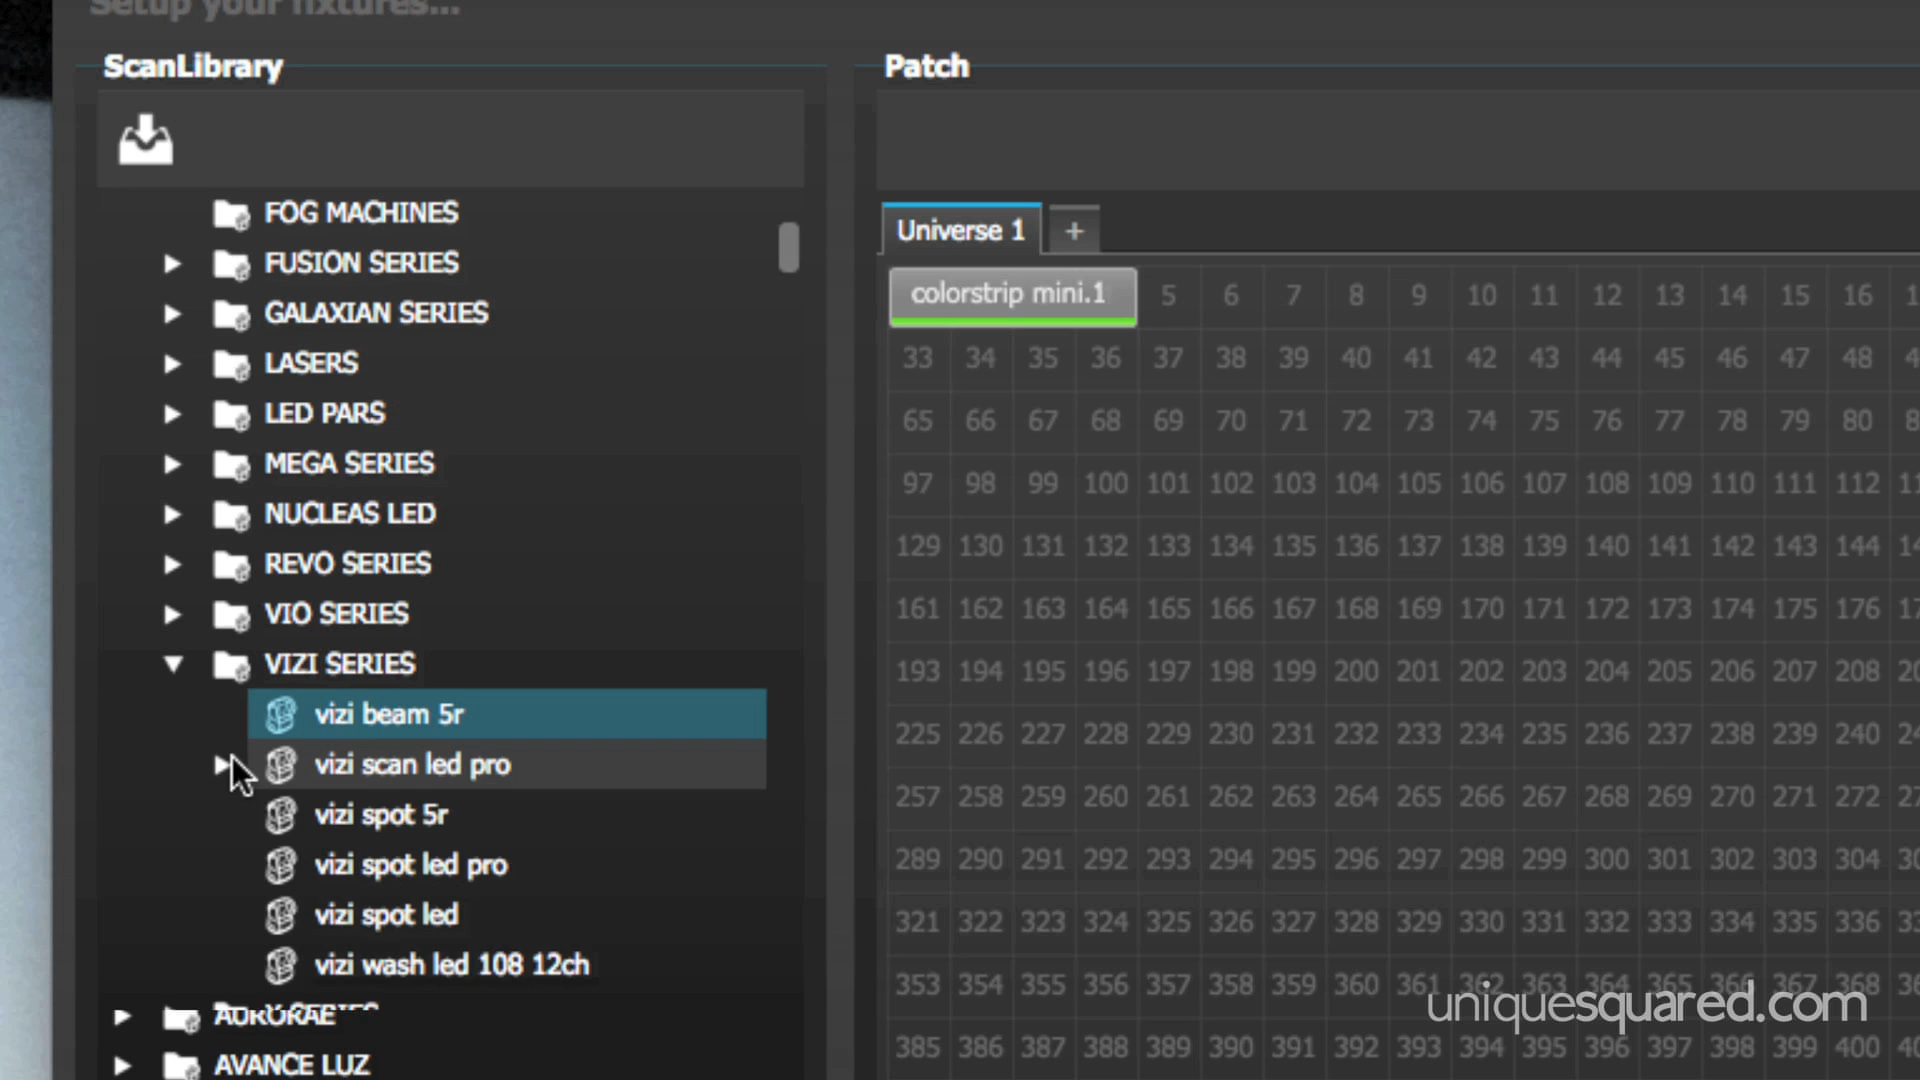 Setup your fixtures...
ScanLibrary
FOG MACHINES
FUSION SERIES
GALAXIAN SERIES
LASERS
LED PARS
MEGA SERIES
NUCLEAS LED
REVO SERIES
VIO SERIES
VIZI SERIES
vizi beam 5r
vizi scan led pro
vizi spot 5r
vizi spot led pro
vizi spot led
vizi wash led 108 12ch
AURORAE
AVANCE LUZ
Patch
Universe 1 +
colorstrip mini.1 5 6 7 8 9 10 11 12 13 14 15 16
33 34 35 36 37 38 39 40 41 42 43 44 45 46 47 48
65 66 67 68 69 70 71 72 73 74 75 76 77 78 79 80
97 98 99 100 101 102 103 104 105 106 107 108 109 110 111 112
129 130 131 132 133 134 135 136 137 138 139 140 141 142 143 144
161 162 163 164 165 166 167 168 169 170 171 172 173 174 175 176
193 194 195 196 197 198 199 200 201 202 203 204 205 206 207 208
225 226 227 228 229 230 231 232 233 234 235 236 237 238 239 240
257 258 259 260 261 262 263 264 265 266 267 268 269 270 271 272
289 290 291 292 293 294 295 296 297 298 299 300 301 302 303 304
321 322 323 324 325 326 327 328 329 330 331 332 333 334 335 336
353 354 355 356 357 358 359 360 361 362 363 364 365 366 367 368
uniquesquared.com
385 386 387 388 389 390 391 392 393 394 395 396 397 398 399 400